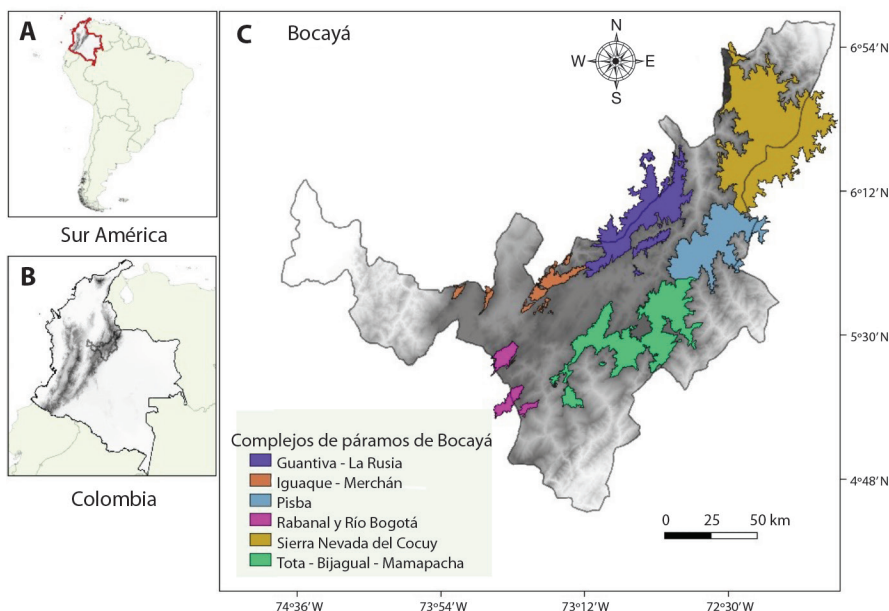 A
Sur América
B
Colombia
C
Bocayá
N
W E
S
6°54'N
6°12'N
5°30'N
4°48'N
Complejos de páramos de Bocayá
Guantiva - La Rusia
Iguaque - Merchán
Pisba
Rabanal y Río Bogotá
Sierra Nevada del Cocuy
Tota - Bijagual - Mamapacha
0 25 50 km
74°36'W 73°54'W 73°12'W 72°30'W